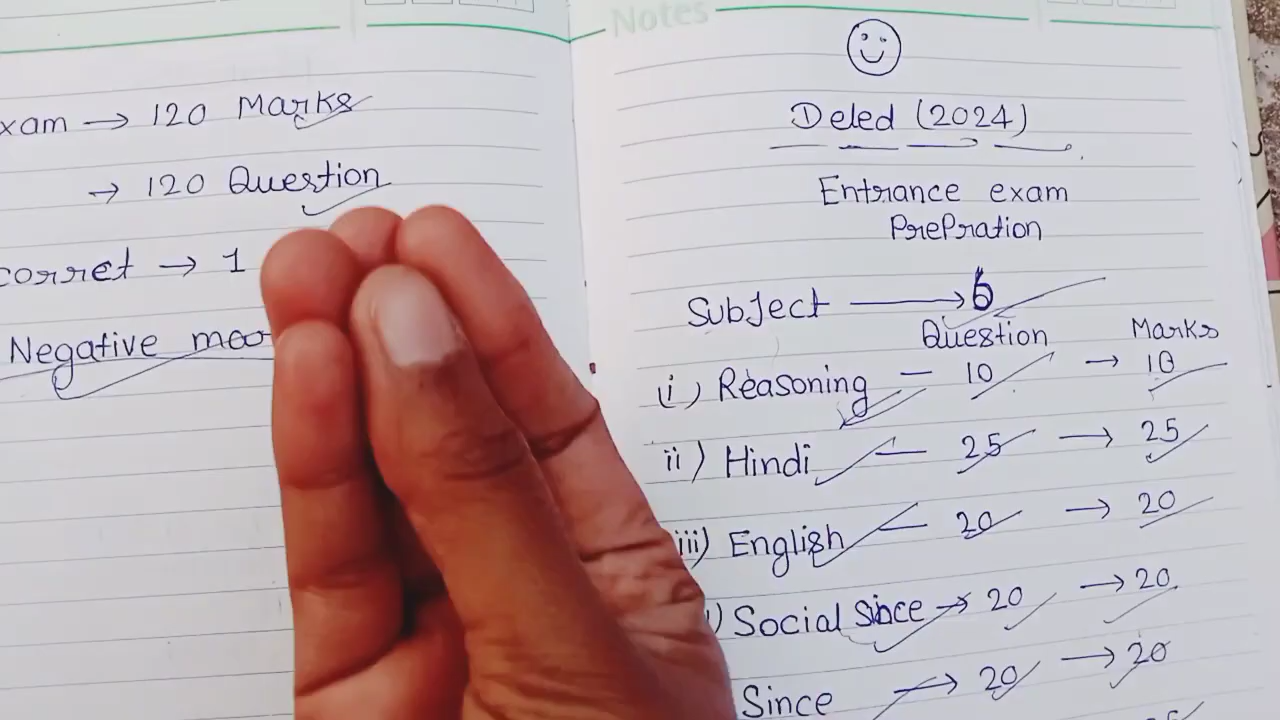 xam → 120 Marks
→ 120 Question
corret → 1
Negative
Notes
Deled (2024)
Entrance exam
PrePration
Subject → 6
Question Marks
(i) Reasoning — 10 → 10
ii) Hindi — 25 → 25
iii) English — 20 → 20
) Social Since → 20 → 20
Since → 20 → 20